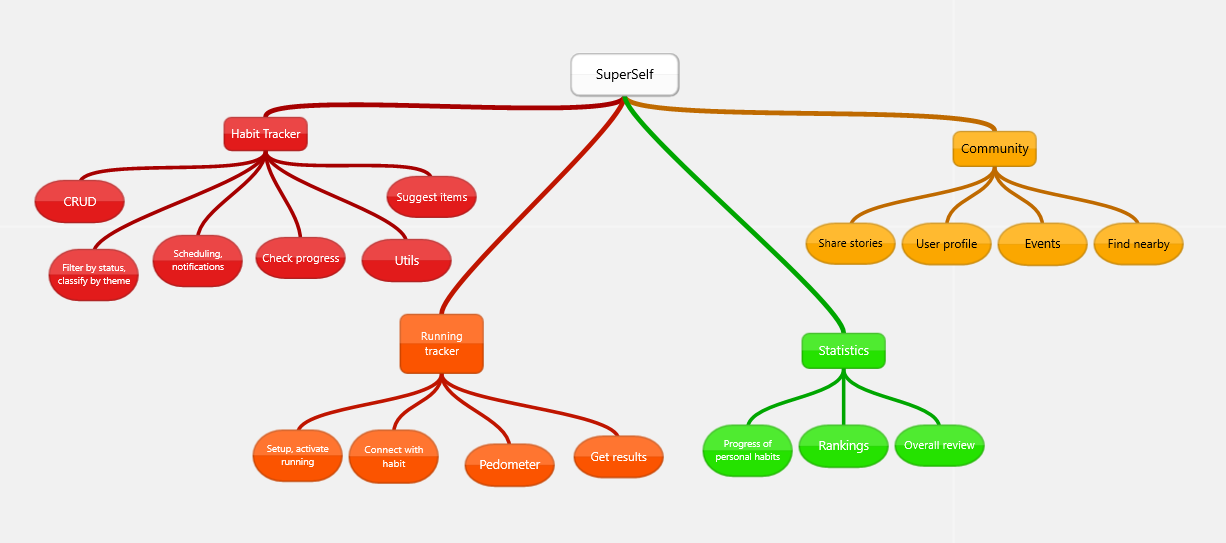 SuperSelf
Habit Tracker
Community
CRUD
Suggest items
Filter by status,
classify by theme
Scheduling,
notifications
Check progress
Utils
Share stories
User profile
Events
Find nearby
Running
tracker
Statistics
Setup, activate
running
Connect with
habit
Pedometer
Get results
Progress of
personal habits
Rankings
Overall review